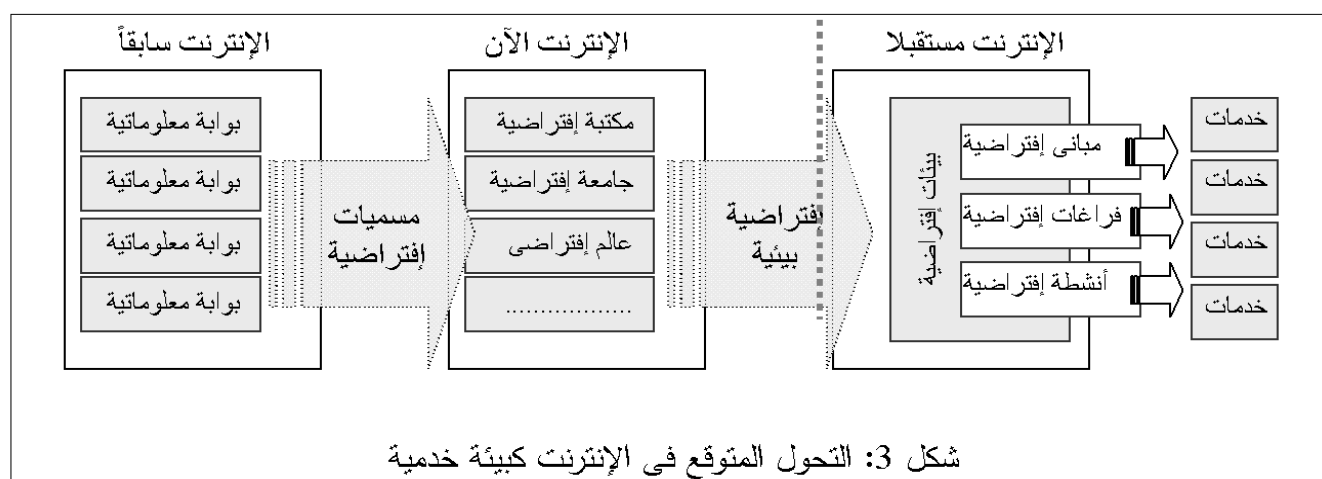 الإنترنت سابقاً
بوابة معلوماتية
بوابة معلوماتية
بوابة معلوماتية
بوابة معلوماتية
مسميات
إفتراضية
الإنترنت الآن
مكتبة إفتراضية
جامعة إفتراضية
عالم إفتراضى
..................
إفتراضية
بيئية
الإنترنت مستقبلا
بيئات إفتراضية
مبانى إفتراضية
فراغات إفتراضية
أنشطة إفتراضية
خدمات
خدمات
خدمات
خدمات
شكل 3: التحول المتوقع فى الإنترنت كبيئة خدمية